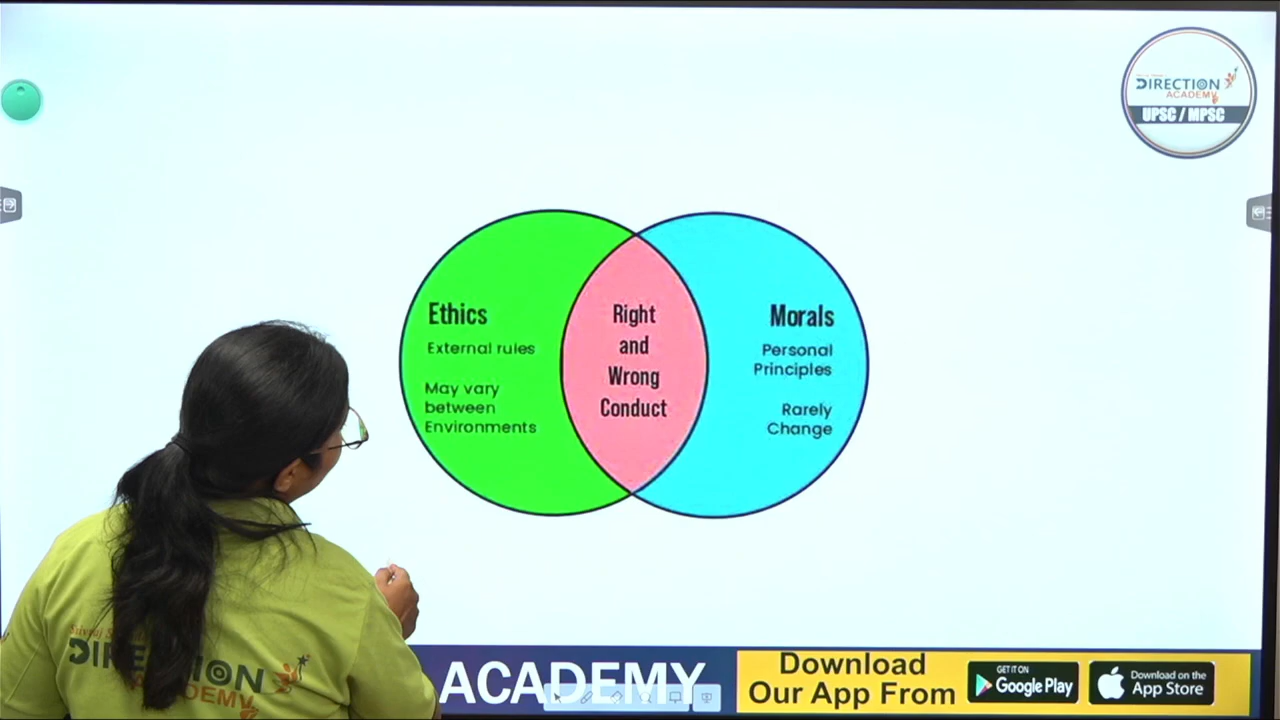 DIRECTION
ACADEMY
UPSC / MPSC
Ethics
External rules
May vary
between
Environments
Right
and
Wrong
Conduct
Morals
Personal
Principles
Rarely
Change
DIRECTION
ACADEMY
ACADEMY
Download
Our App From
GET IT ON
Google Play
Download on the
App Store